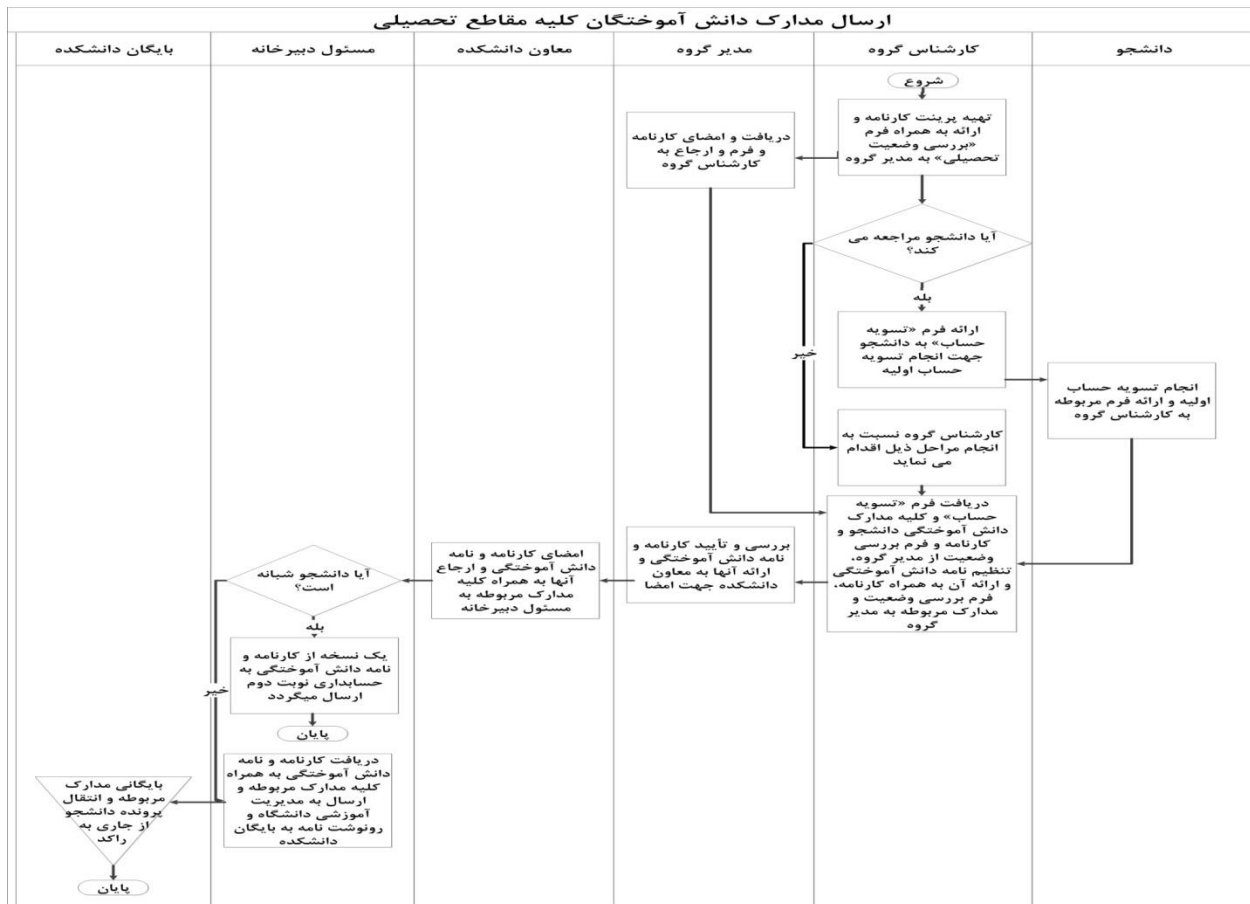 ارسال مدارک دانش آموختگان کلیه مقاطع تحصیلی
دانشجو
کارشناس گروه
مدیر گروه
معاون دانشکده
مسئول دبیرخانه
بایگان دانشکده
شروع
تهیه پرینت کارنامه و
ارائه به همراه فرم
«بررسی وضعیت
تحصیلی» به مدیر گروه
دریافت و امضای کارنامه
و فرم و ارجاع به
کارشناس گروه
آیا دانشجو مراجعه می
کند؟
بله
خیر
ارائه فرم «تسویه
حساب» به دانشجو
جهت انجام تسویه
حساب اولیه
انجام تسویه حساب
اولیه و ارائه فرم مربوطه
به کارشناس گروه
کارشناس گروه نسبت به
انجام مراحل ذیل اقدام
می نماید
دریافت فرم «تسویه
حساب» و کلیه مدارک
دانش آموختگی دانشجو و
کارنامه و فرم بررسی
وضعیت از مدیر گروه.
تنظیم نامه دانش آموختگی
و ارائه آن به همراه کارنامه.
فرم بررسی وضعیت و
مدارک مربوطه به مدیر
گروه
بررسی و تأیید کارنامه و
نامه دانش آموختگی و
ارائه آنها به معاون
دانشکده جهت امضا
امضای کارنامه و نامه
دانش آموختگی و ارجاع
آنها به همراه کلیه
مدارک مربوطه به
مسئول دبیرخانه
آیا دانشجو شبانه
است؟
بله
خیر
یک نسخه از کارنامه و
نامه دانش آموختگی به
حسابداری نوبت دوم
ارسال میگردد
پایان
دریافت کارنامه و نامه
دانش آموختگی به همراه
کلیه مدارک مربوطه و
ارسال به مدیریت
آموزشی دانشگاه و
رونوشت نامه به بایگان
دانشکده
بایگانی مدارک
مربوطه و انتقال
پرونده دانشجو
از جاری به
راکد
پایان